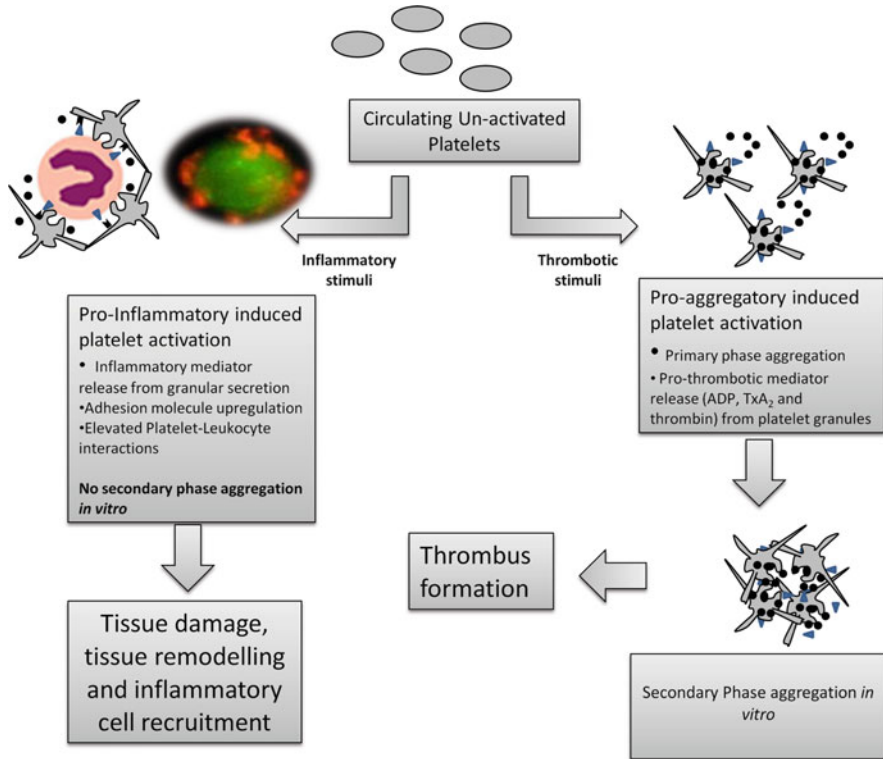 Circulating Un-activated
Platelets
Inflammatory
stimuli
Thrombotic
stimuli
Pro-Inflammatory induced
platelet activation
• Inflammatory mediator
release from granular secretion
•Adhesion molecule upregulation
•Elevated Platelet-Leukocyte
interactions
No secondary phase aggregation
in vitro
Tissue damage,
tissue remodelling
and inflammatory
cell recruitment
Pro-aggregatory induced
platelet activation
• Primary phase aggregation
• Pro-thrombotic mediator
release (ADP, TxA₂ and
thrombin) from platelet granules
Secondary Phase aggregation in
vitro
Thrombus
formation